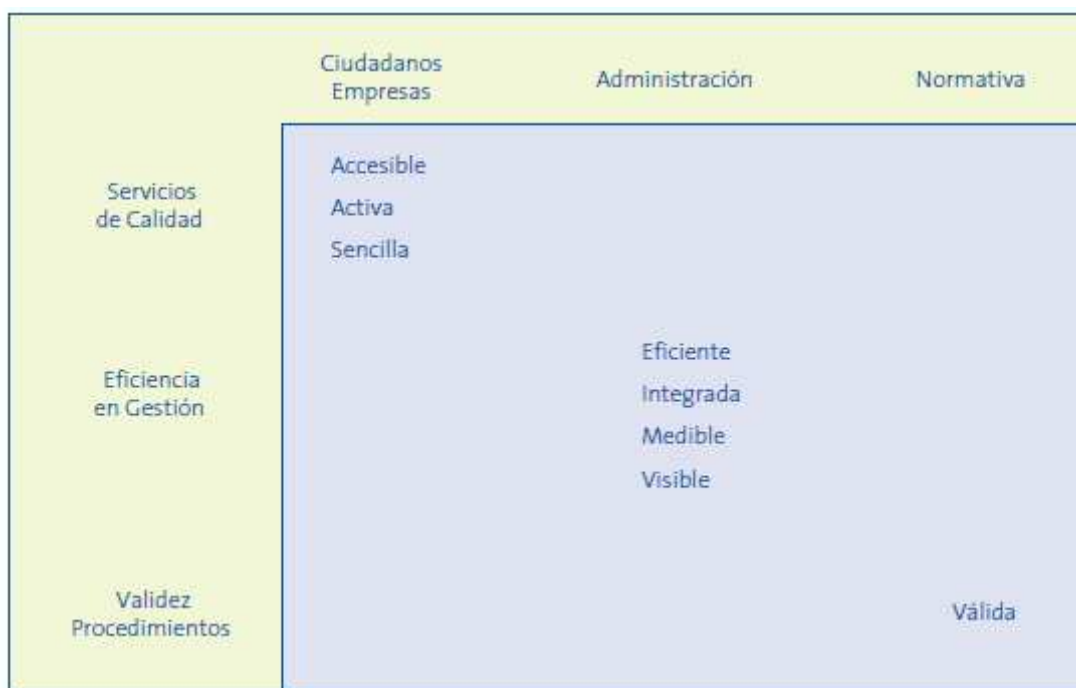 Ciudadanos
Empresas
Administración
Normativa
Servicios
de Calidad
Accesible
Activa
Sencilla
Eficiencia
en Gestión
Eficiente
Integrada
Medible
Visible
Validez
Procedimientos
Válida